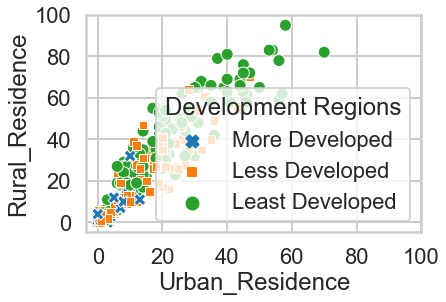 100
80
60
40
20
0
Rural_Residence
Development Regions
More Developed
Less Developed
Least Developed
0 20 40 60 80 100
Urban_Residence